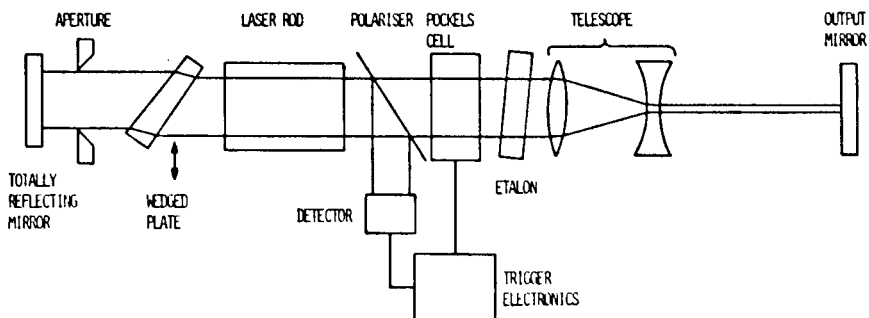 APERTURE
LASER ROD
POLARISER
POCKELS
CELL
TELESCOPE
OUTPUT
MIRROR
TOTALLY
REFLECTING
MIRROR
WEDGED
PLATE
DETECTOR
ETALON
TRIGGER
ELECTRONICS